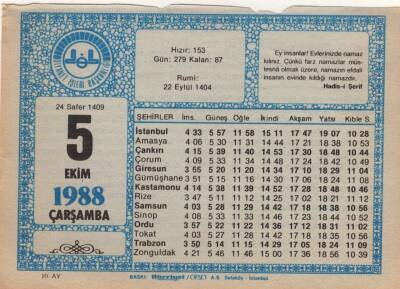 Hızır: 153
Gün: 279 Kalan: 87
Rumi:
22 Eylül 1404
Ey insanlar! Evlerinizde namaz
kılınız. Çünkü farz namazlar müs-
tesnâ olmak üzere, namazın eldali
insanın evinde kıldığı namazdır.
Hadis-i Şerif
24 Safer 1409
5
EKİM
1988
ÇARŞAMBA
ŞEHİRLER İms. Güneş Öğle İkindi Akşam Yatsı Kıble S.
İstanbul 4 33 5 57 11 58 15 11 17 47 19 07 10 28
Amasya 4 06 5 30 11 31 14 44 17 21 18 38 10 53
Çankırı 4 15 5 39 11 40 14 53 17 30 18 48 10 44
Çorum 4 09 5 33 11 34 14 48 17 24 18 42 10 49
Giresun 3 55 5 20 11 20 14 34 17 10 18 29 11 04
Gümüşhane 3 51 5 15 11 16 14 30 17 06 18 24 11 08
Kastamonu 4 14 5 38 11 39 14 52 17 28 18 48 10 46
Rize 3 47 5 12 11 12 14 25 17 02 18 21 11 12
Samsun 4 03 5 28 11 29 14 42 17 18 18 38 10 56
Sinop 4 08 5 33 11 33 14 46 17 23 18 44 10 52
Ordu 3 57 5 22 11 22 14 36 17 12 18 31 11 02
Tokat 4 03 5 27 11 28 14 42 17 18 18 36 10 55
Trabzon 3 50 5 14 11 15 14 29 17 05 18 24 11 09
Zonguldak 4 21 5 46 11 46 15 00 17 36 18 56 10 39
10. AY
BASKI: Hürriyet/OFSET A.Ş. Sefaköy - İstanbul